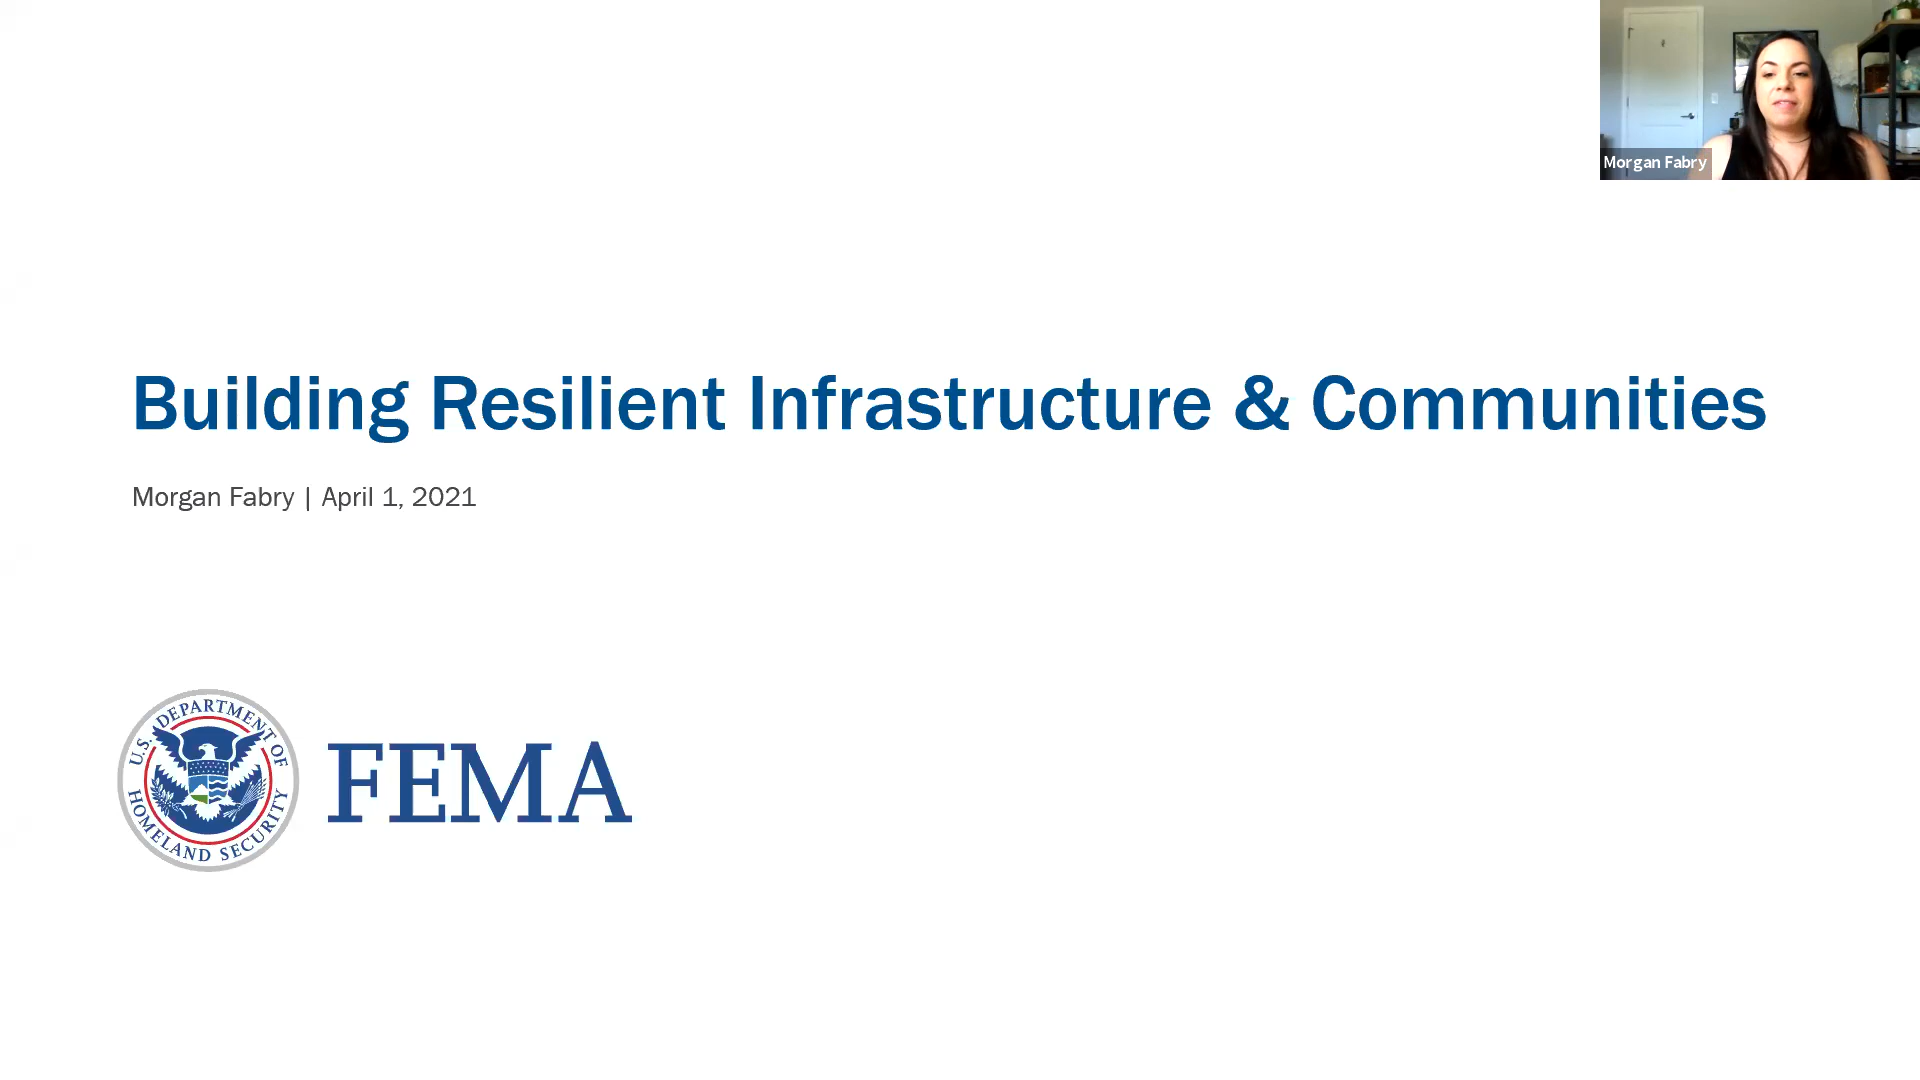 Morgan Fabry
Building Resilient Infrastructure & Communities
Morgan Fabry | April 1, 2021
U.S. DEPARTMENT OF
HOMELAND SECURITY
FEMA